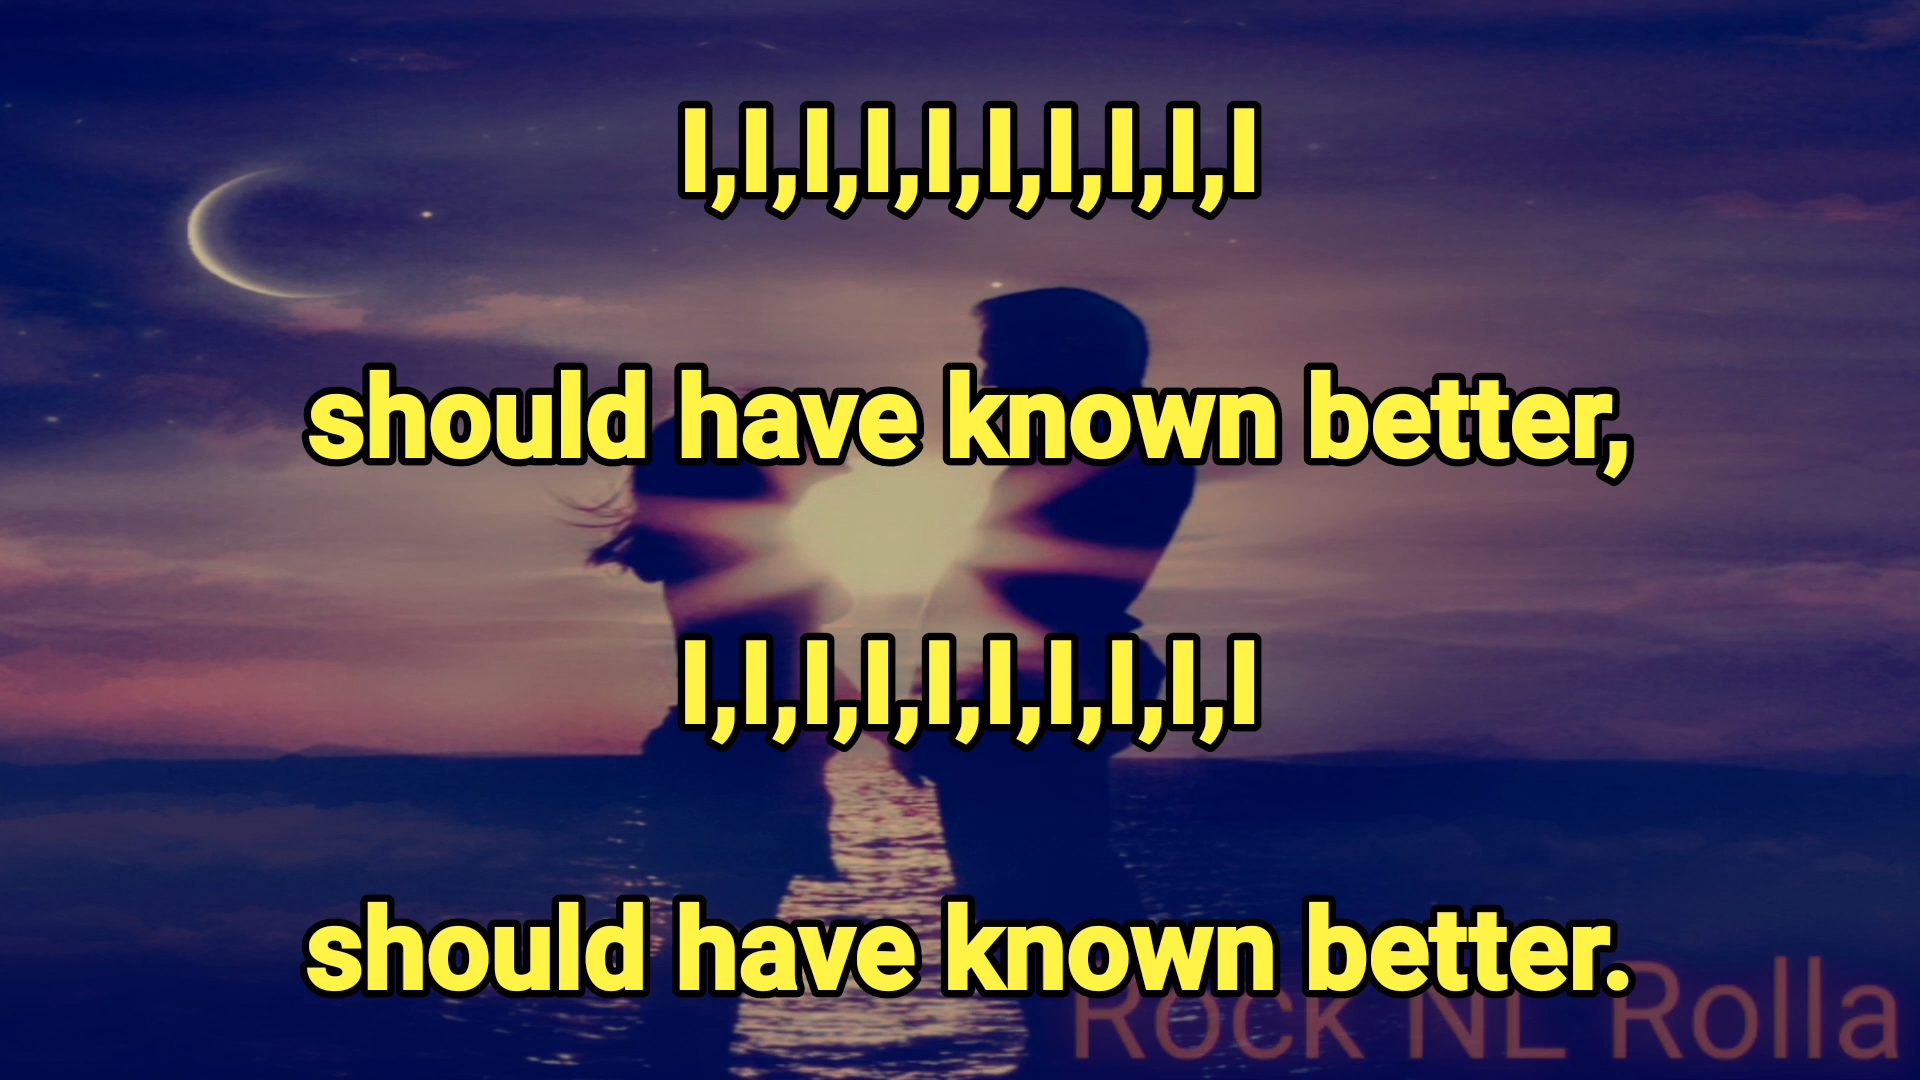 I,I,I,I,I,I,I,I,I,I
should have known better,
I,I,I,I,I,I,I,I,I,I
should have known better.
Rock NL Rolla